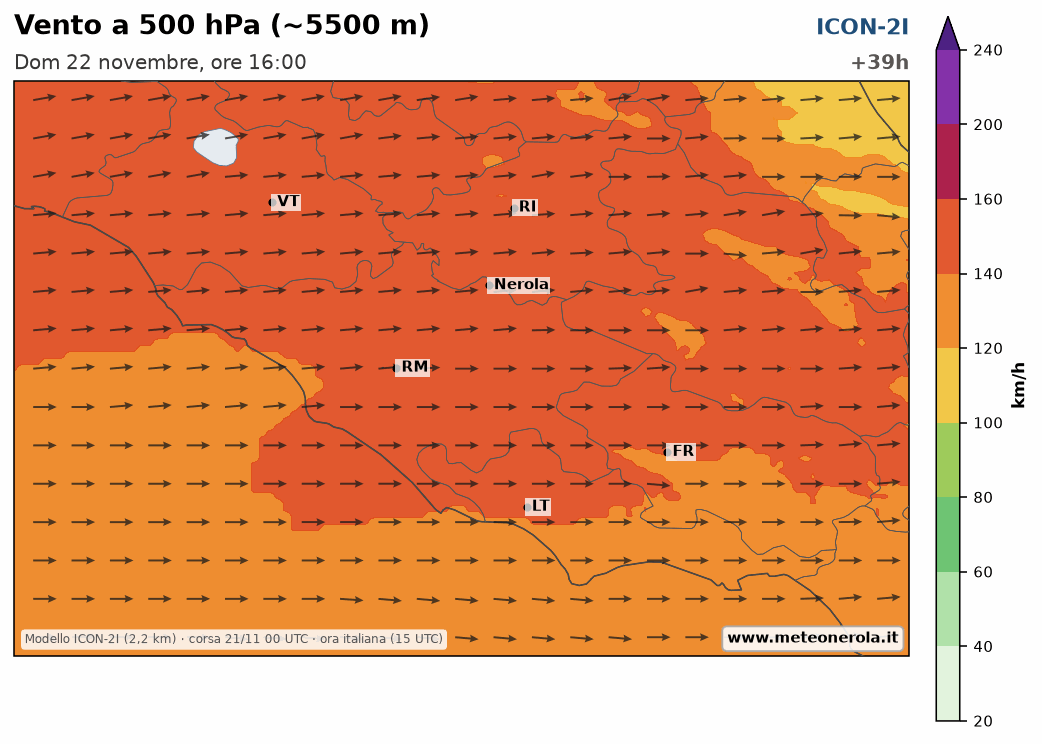 Vento a 500 hPa (~5500 m)
ICON-2I
Dom 22 novembre, ore 16:00
+39h
VT
RI
Nerola
RM
FR
LT
Modello ICON-2I (2,2 km) · corsa 21/11 00 UTC · ora italiana (15 UTC)
www.meteonerola.it
240
200
160
140
120
100
80
60
40
20
km/h